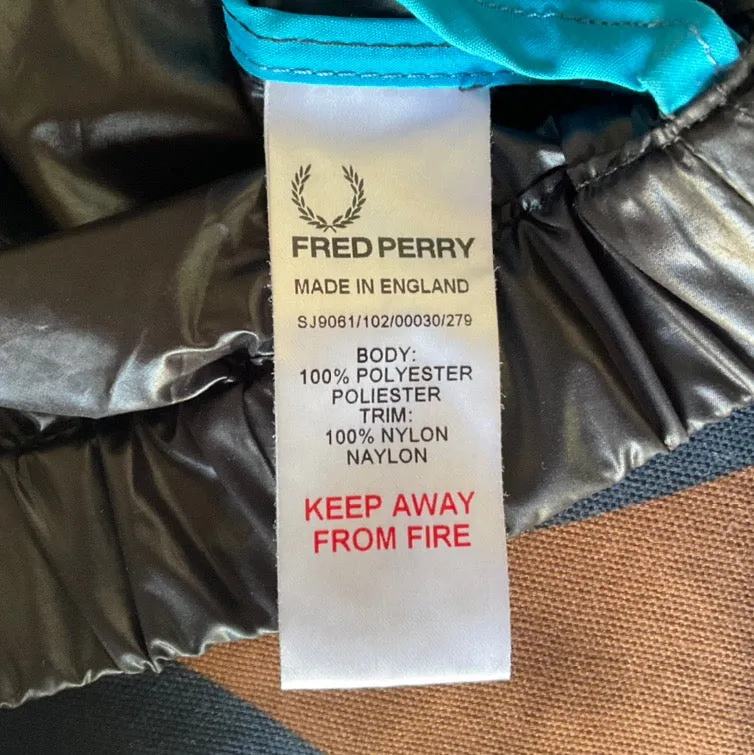 FRED PERRY
MADE IN ENGLAND
SJ9061/102/00030/279
BODY:
100% POLYESTER
POLIESTER
TRIM:
100% NYLON
NAYLON
KEEP AWAY
FROM FIRE